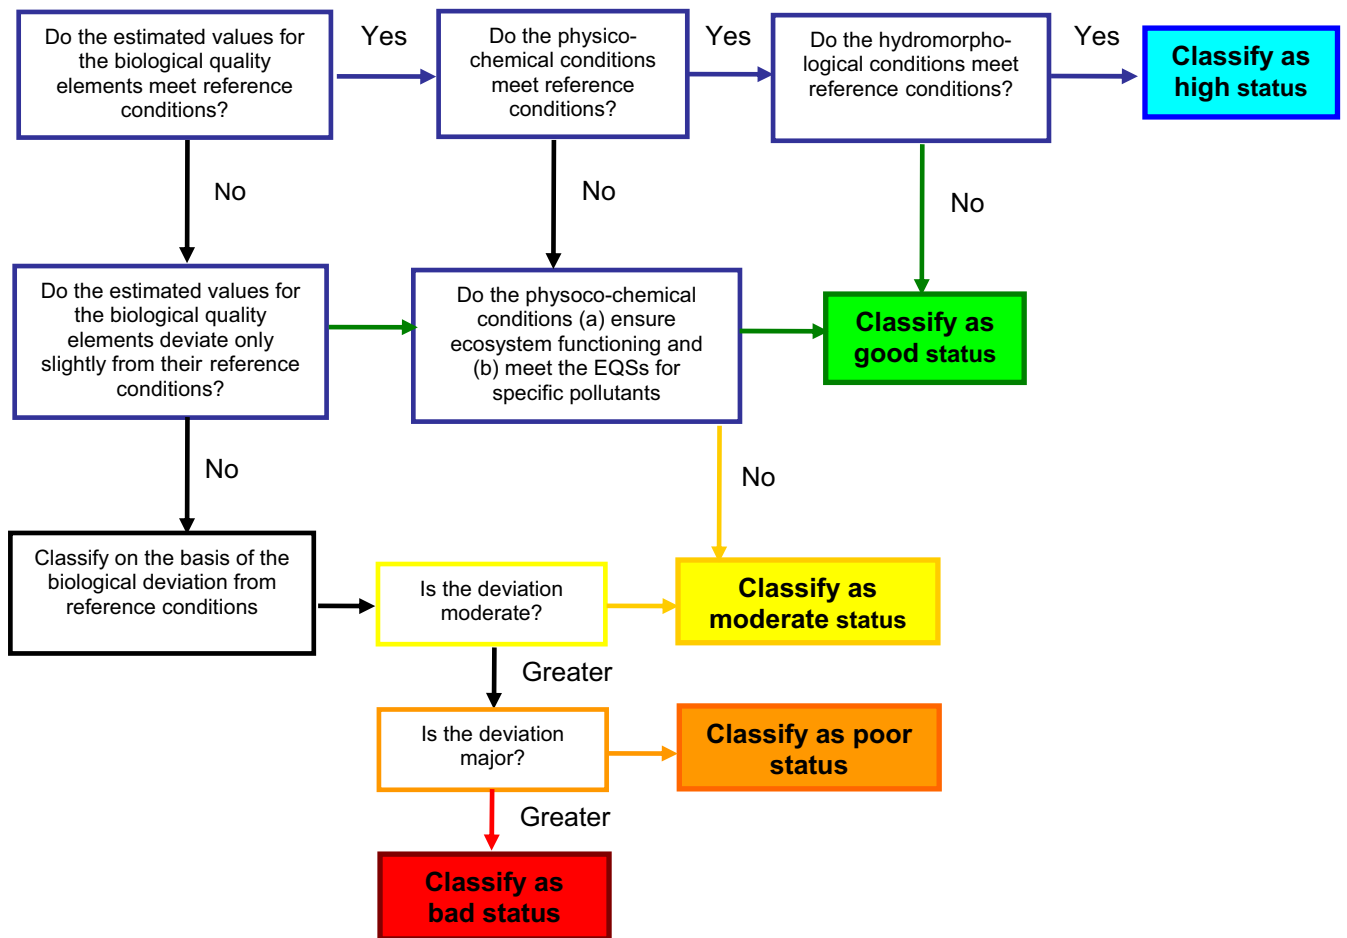 Do the estimated values for
the biological quality
elements meet reference
conditions?
Yes
Do the physico-
chemical conditions
meet reference
conditions?
Yes
Do the hydromorpho-
logical conditions meet
reference conditions?
Yes
Classify as
high status
No
No
No
Do the estimated values for
the biological quality
elements deviate only
slightly from their reference
conditions?
Do the physoco-chemical
conditions (a) ensure
ecosystem functioning and
(b) meet the EQSs for
specific pollutants
Classify as
good status
No
No
Classify on the basis of the
biological deviation from
reference conditions
Is the deviation
moderate?
Classify as
moderate status
Greater
Is the deviation
major?
Classify as poor
status
Greater
Classify as
bad status